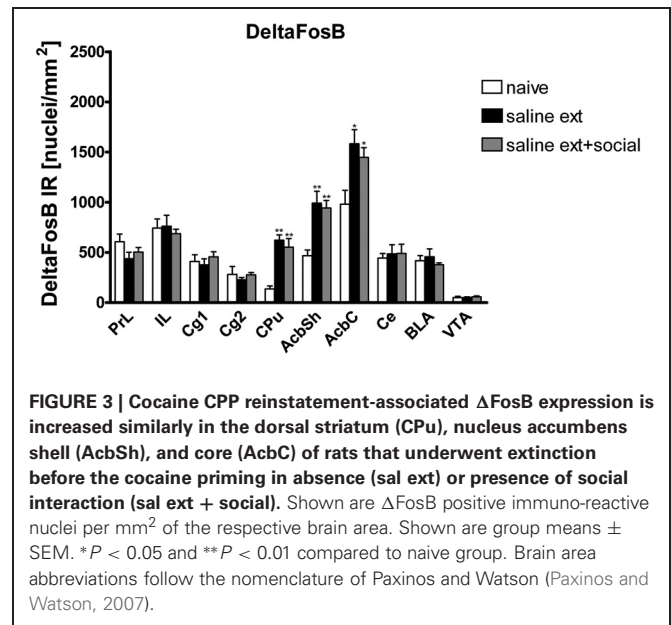 DeltaFosB
DeltaFosB IR [nuclei/mm²]
2500
2000
1500
1000
500
0
** ** ** ** * *
PrL IL Cg1 Cg2 CPu AcbSh AcbC Ce BLA VTA
naive
saline ext
saline ext+social
FIGURE 3 | Cocaine CPP reinstatement-associated ΔFosB expression is
increased similarly in the dorsal striatum (CPu), nucleus accumbens
shell (AcbSh), and core (AcbC) of rats that underwent extinction
before the cocaine priming in absence (sal ext) or presence of social
interaction (sal ext + social). Shown are ΔFosB positive immuno-reactive
nuclei per mm² of the respective brain area. Shown are group means ±
SEM. *P < 0.05 and **P < 0.01 compared to naive group. Brain area
abbreviations follow the nomenclature of Paxinos and Watson (Paxinos and
Watson, 2007).